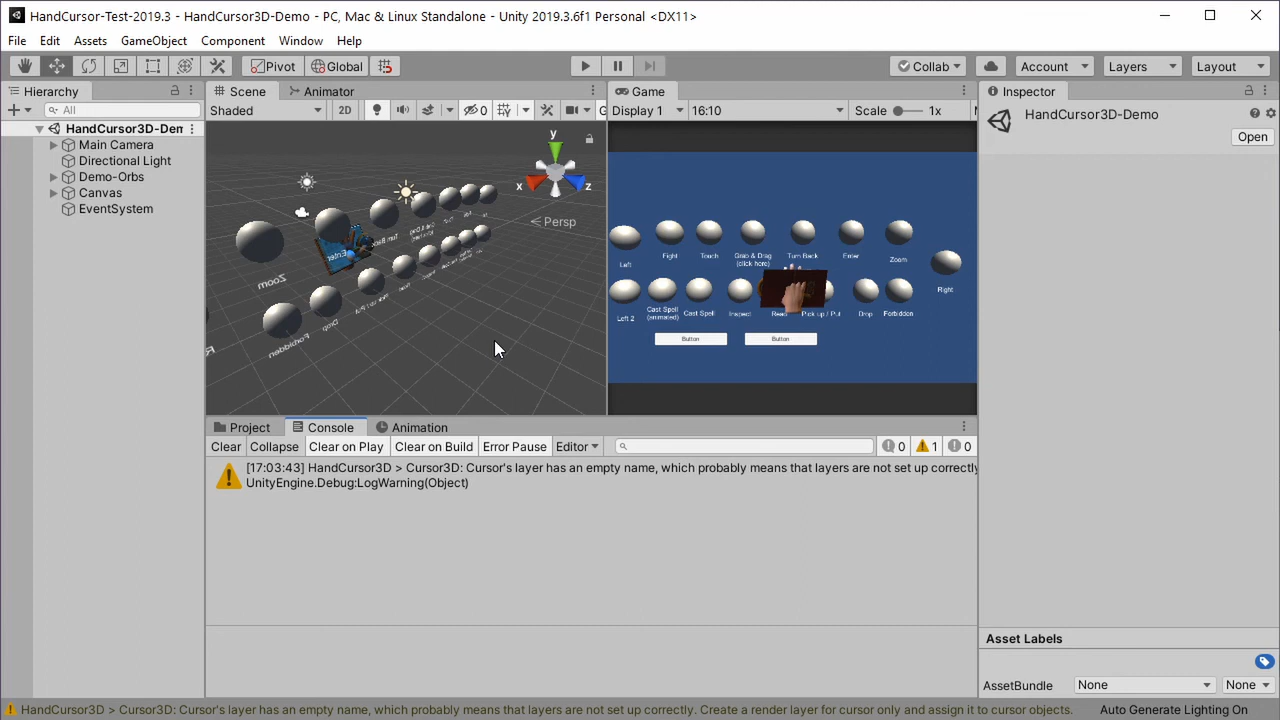 HandCursor-Test-2019.3 - HandCursor3D-Demo - PC, Mac & Linux Standalone - Unity 2019.3.6f1 Personal <DX11>
File Edit Assets GameObject Component Window Help
Pivot Global Collab Account Layers Layout
Hierarchy
All
HandCursor3D-Dem
Main Camera
Directional Light
Demo-Orbs
Canvas
EventSystem
Scene Animator
Shaded 2D 0 G
y
x
z
Persp
Zoom
Enter
Turn Back
Forbidden
Drop
Game
Display 1 16:10 Scale 1x
Left Fight Touch Grab & Drag (click here) Turn Back Enter Zoom Right
Left 2 Cast Spell (animated) Cast Spell Inspect Read Pick up / Put Drop Forbidden
Button Button
Inspector
HandCursor3D-Demo
Open
Project Console Animation
Clear Collapse Clear on Play Clear on Build Error Pause Editor 0 1 0
[17:03:43] HandCursor3D > Cursor3D: Cursor's layer has an empty name, which probably means that layers are not set up correctly
UnityEngine.Debug:LogWarning(Object)
Asset Labels
AssetBundle None None
HandCursor3D > Cursor3D: Cursor's layer has an empty name, which probably means that layers are not set up correctly. Create a render layer for cursor only and assign it to cursor objects.
Auto Generate Lighting On